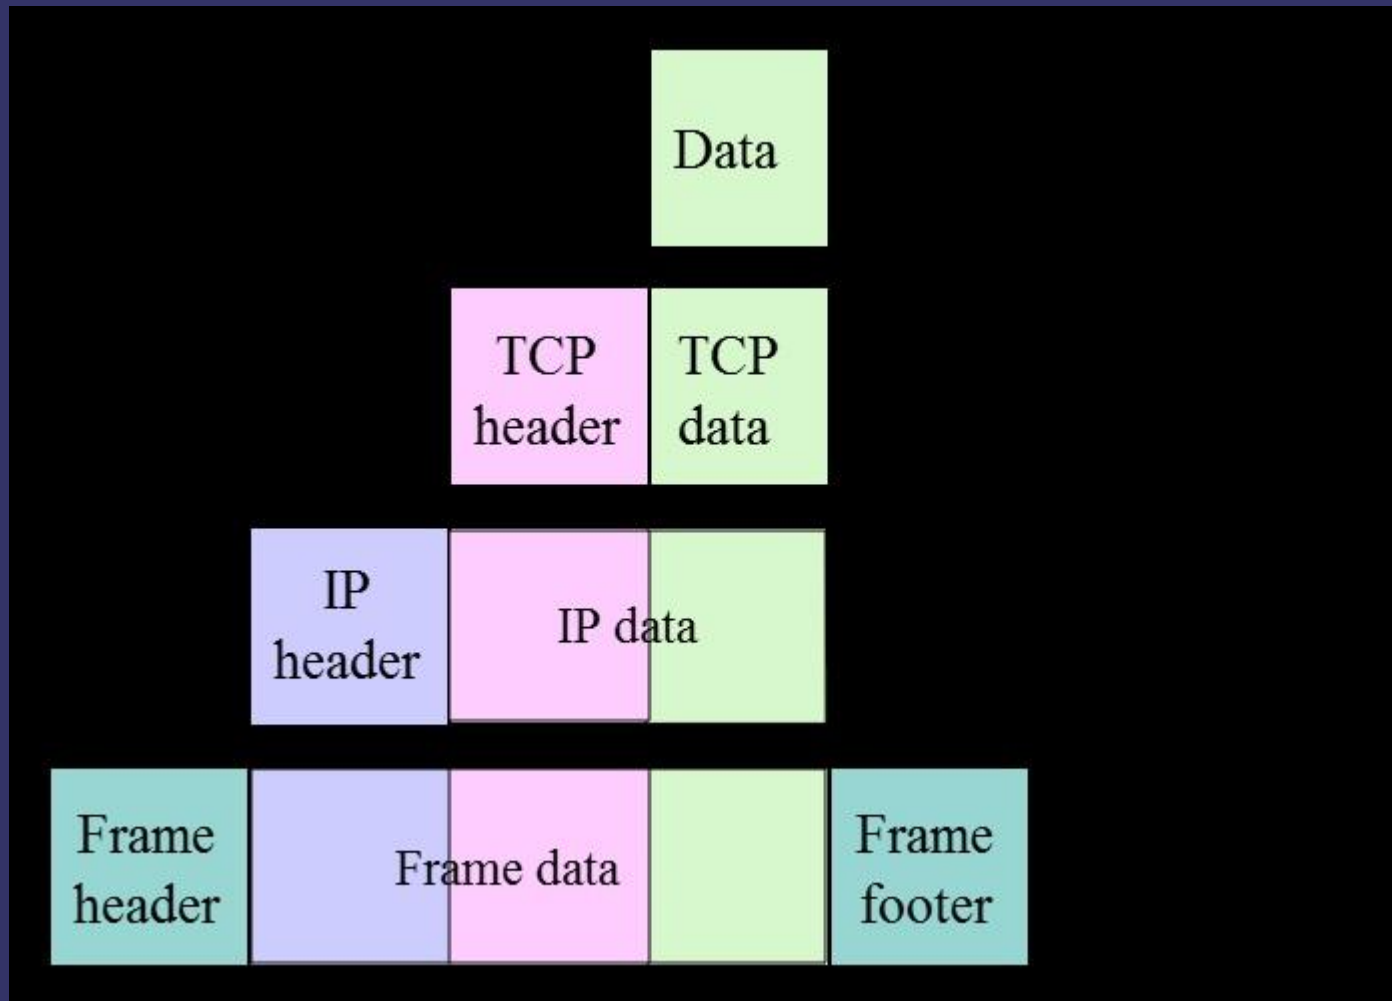 Data
TCP
header
TCP
data
IP
header
IP data
Frame
header
Frame data
Frame
footer